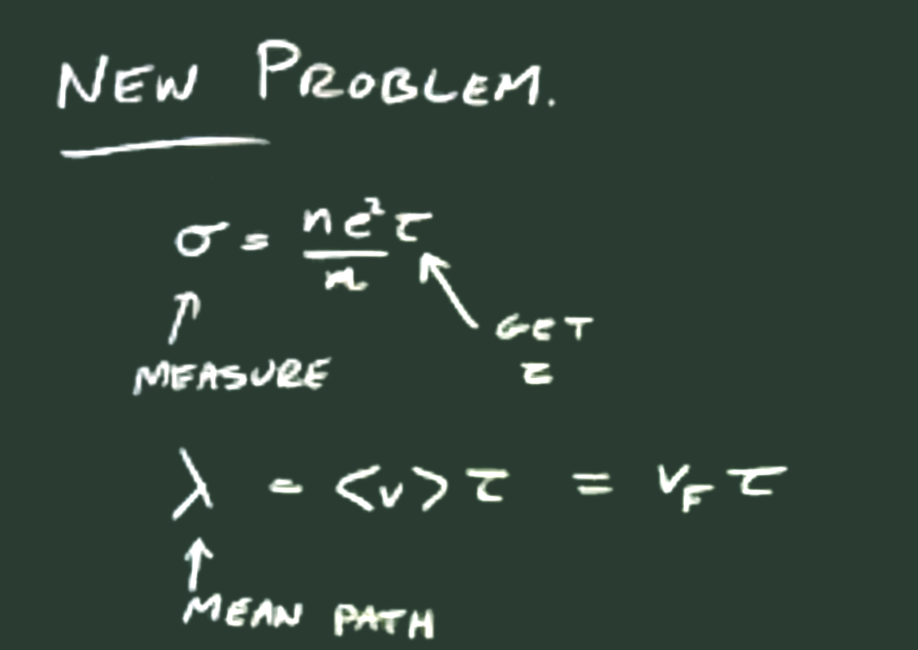 NEW PROBLEM.
σ = ne²τ/m
GET
τ
MEASURE
λ = <v>τ = v_F τ
MEAN PATH